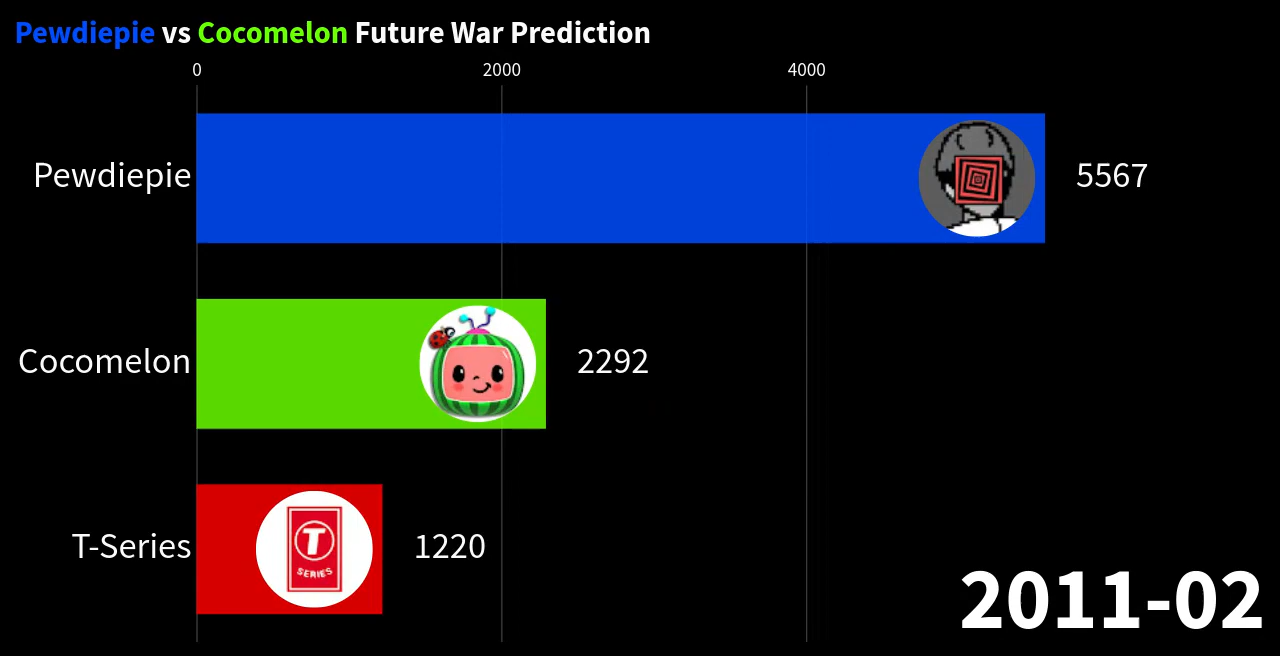 Pewdiepie vs Cocomelon Future War Prediction
0 2000 4000
Pewdiepie 5567
Cocomelon 2292
T-Series T SERIES 1220
2011-02